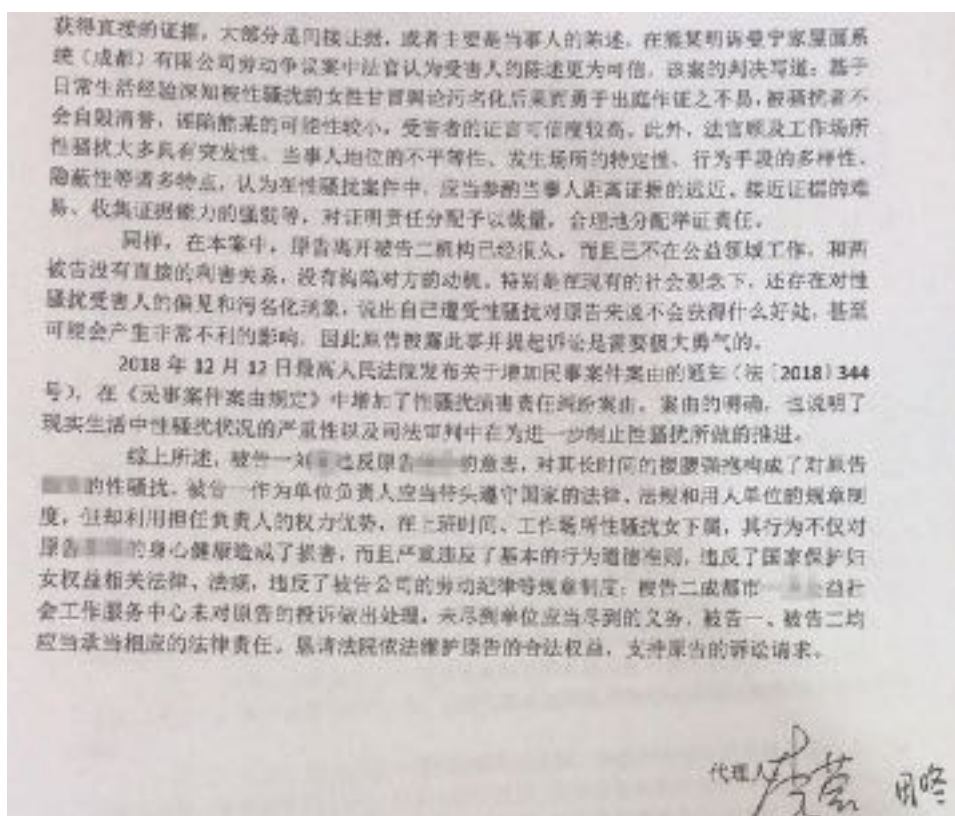 获得直接的证据，大部分是间接证据，或者主要是当事人的陈述。在熊某明诉曼宁家屋面系
统（成都）有限公司劳动争议案中法官认为受害人的陈述更为可信，该案的判决写道：基于
日常生活经验深知被性骚扰的女性甘冒舆论污名化后果而勇于出庭作证之不易，被骚扰者不
会自毁清誉，诬陷熊某的可能性较小，受害者的证言可信度较高。此外，法官顾及工作场所
性骚扰大多具有突发性、当事人地位的不平等性、发生场所的特定性、行为手段的多样性、
隐蔽性等诸多特点，认为在性骚扰案件中，应当参酌当事人距离证据的远近、接近证据的难
易、收集证据能力的强弱等，对证明责任分配予以裁量，合理地分配举证责任。
同样，在本案中，原告离开被告二机构已经很久，而且已不在公益领域工作，和两
被告没有直接的利害关系，没有构陷对方的动机。特别是在现有的社会观念下，还存在对性
骚扰受害人的偏见和污名化现象，说出自己遭受性骚扰对原告来说不会获得什么好处，甚至
可能会产生非常不利的影响，因此原告披露此事并提起诉讼是需要很大勇气的。
2018 年 12 月 12 日最高人民法院发布关于增加民事案件案由的通知（法〔2018〕344
号），在《民事案件案由规定》中增加了性骚扰损害责任纠纷案由。案由的明确，也说明了
现实生活中性骚扰状况的严重性以及司法审判中在为进一步制止性骚扰所做的推进。
综上所述，被告一刘 违反原告 的意志，对其长时间的搂腰强抱构成了对原告
的性骚扰。被告一作为单位负责人应当带头遵守国家的法律、法规和用人单位的规章制
度，但却利用担任负责人的权力优势，在上班时间、工作场所性骚扰女下属，其行为不仅对
原告 的身心健康造成了损害，而且严重违反了基本的行为道德准则，违反了国家保护妇
女权益相关法律、法规，违反了被告公司的劳动纪律等规章制度；被告二成都市一 公益社
会工作服务中心未对原告的投诉做出处理，未尽到单位应当尽到的义务，被告一、被告二均
应当承当相应的法律责任。恳请法院依法维护原告的合法权益，支持原告的诉讼请求。
代理人 李莹